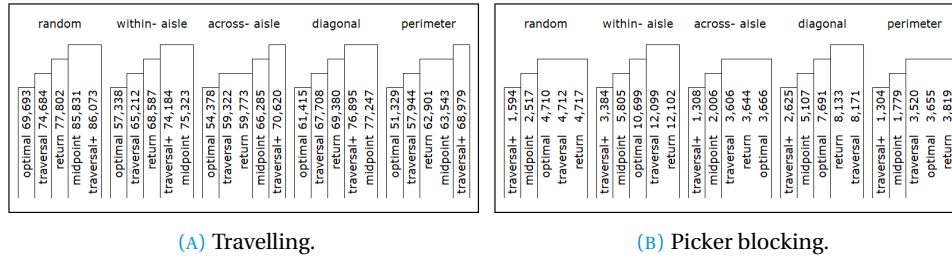 random within- aisle across- aisle diagonal perimeter
optimal 69,693
traversal 74,684
return 77,802
midpoint 85,831
traversal+ 86,073
optimal 57,338
traversal 65,212
return 68,587
traversal+ 74,184
midpoint 75,323
optimal 54,378
traversal 59,322
return 59,773
midpoint 66,285
traversal+ 70,620
optimal 61,415
traversal 67,708
return 69,380
traversal+ 76,895
midpoint 77,247
optimal 51,329
traversal 57,944
return 62,901
midpoint 63,543
traversal+ 68,979
(A) Travelling.
random within- aisle across- aisle diagonal perimeter
traversal+ 1,594
midpoint 2,517
optimal 4,710
traversal 4,712
return 4,717
traversal+ 3,384
midpoint 5,805
optimal 10,699
traversal 12,099
return 12,102
traversal+ 1,308
midpoint 2,006
traversal 3,606
return 3,644
optimal 3,666
traversal+ 2,625
midpoint 5,107
optimal 7,691
return 8,133
traversal 8,171
traversal+ 1,304
midpoint 1,779
traversal 3,520
optimal 3,655
return 3,819
(B) Picker blocking.